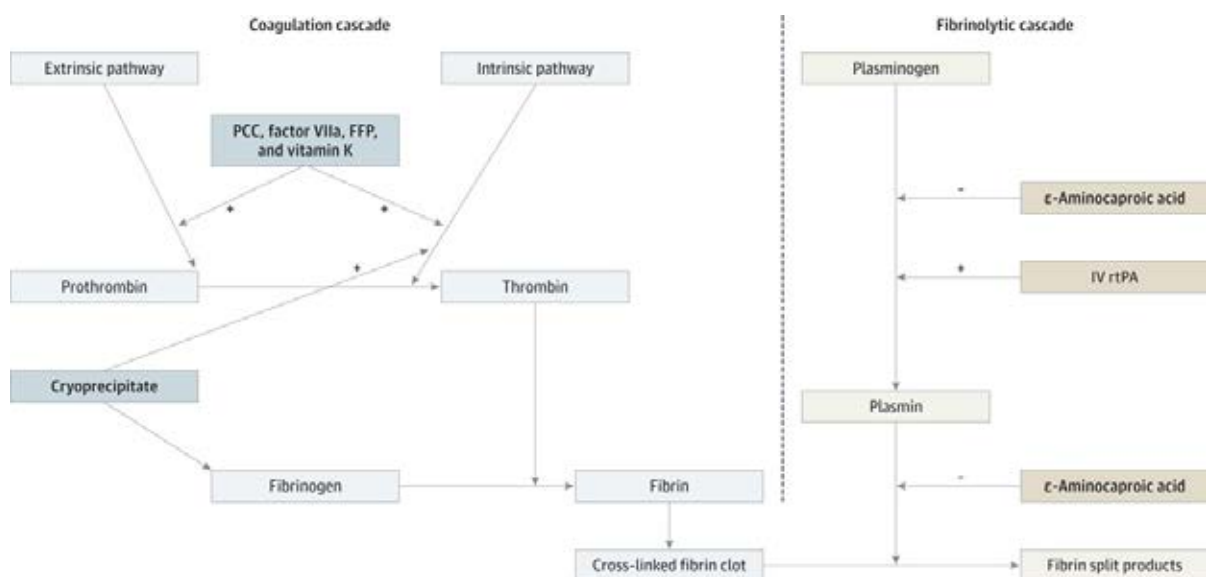 Coagulation cascade
Fibrinolytic cascade
Extrinsic pathway
Intrinsic pathway
Plasminogen
PCC, factor VIIa, FFP,
and vitamin K
+
+
-
ε-Aminocaproic acid
+
+
IV rtPA
Prothrombin
Thrombin
Cryoprecipitate
Plasmin
Fibrinogen
Fibrin
-
ε-Aminocaproic acid
Cross-linked fibrin clot
Fibrin split products